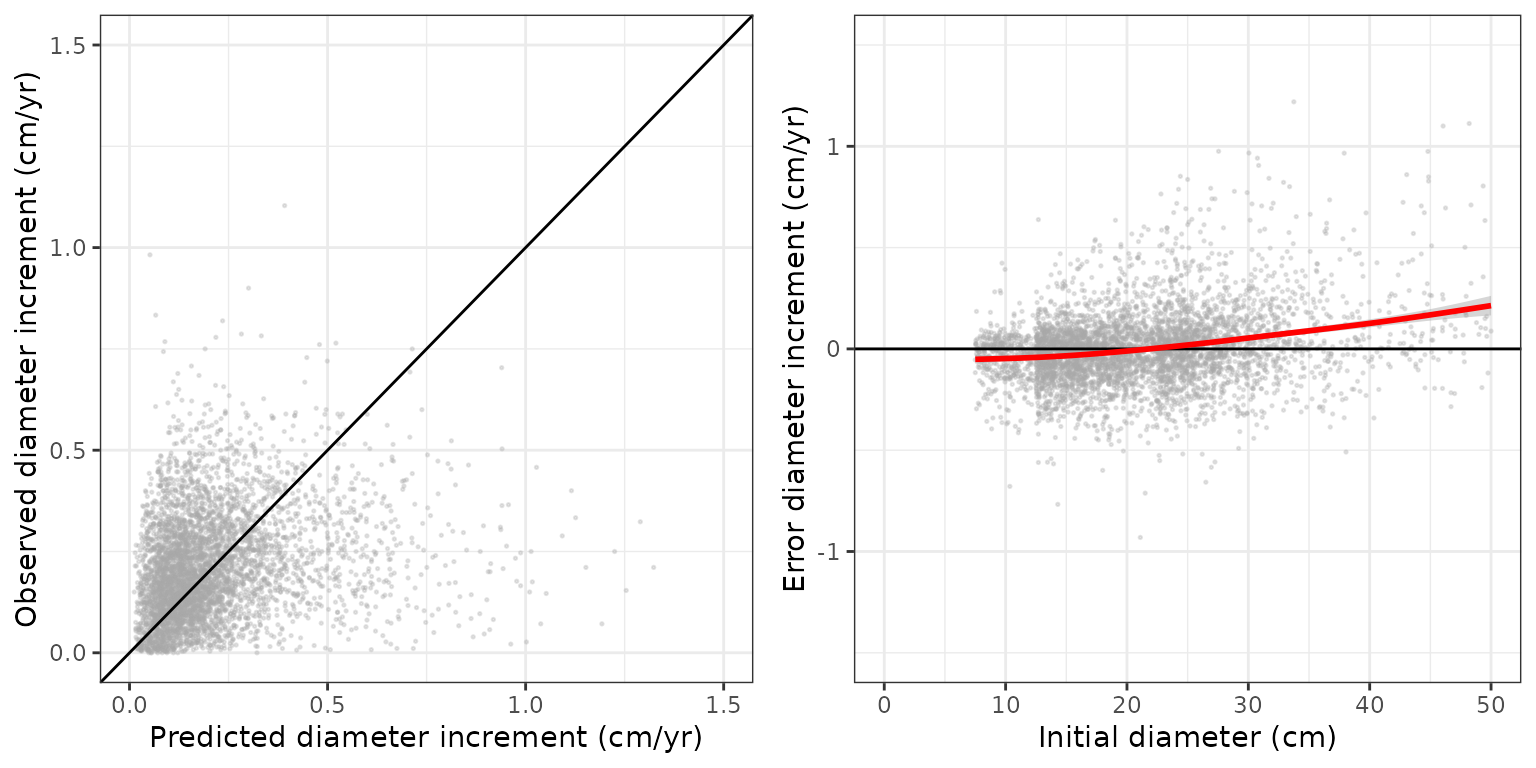 Observed diameter increment (cm/yr)
1.5
1.0
0.5
0.0
0.0 0.5 1.0 1.5
Predicted diameter increment (cm/yr)
Error diameter increment (cm/yr)
1
0
-1
0 10 20 30 40 50
Initial diameter (cm)